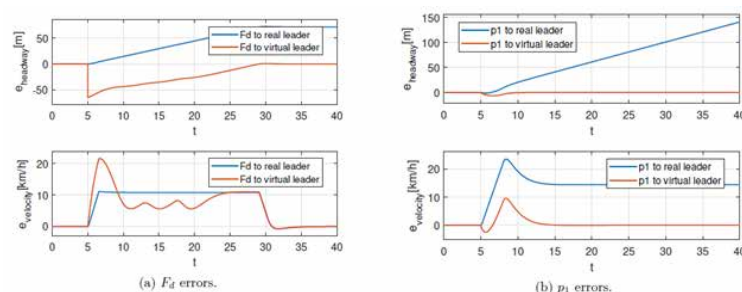 e_headway[m]
50
0
-50
Fd to real leader
Fd to virtual leader
0 5 10 15 20 25 30 35 40
t
e_velocity[km/h]
20
10
0
Fd to real leader
Fd to virtual leader
0 5 10 15 20 25 30 35 40
t
(a) F_d errors.
e_headway[m]
150
100
50
0
p1 to real leader
p1 to virtual leader
0 5 10 15 20 25 30 35 40
t
e_velocity[km/h]
20
10
0
p1 to real leader
p1 to virtual leader
0 5 10 15 20 25 30 35 40
t
(b) p_1 errors.